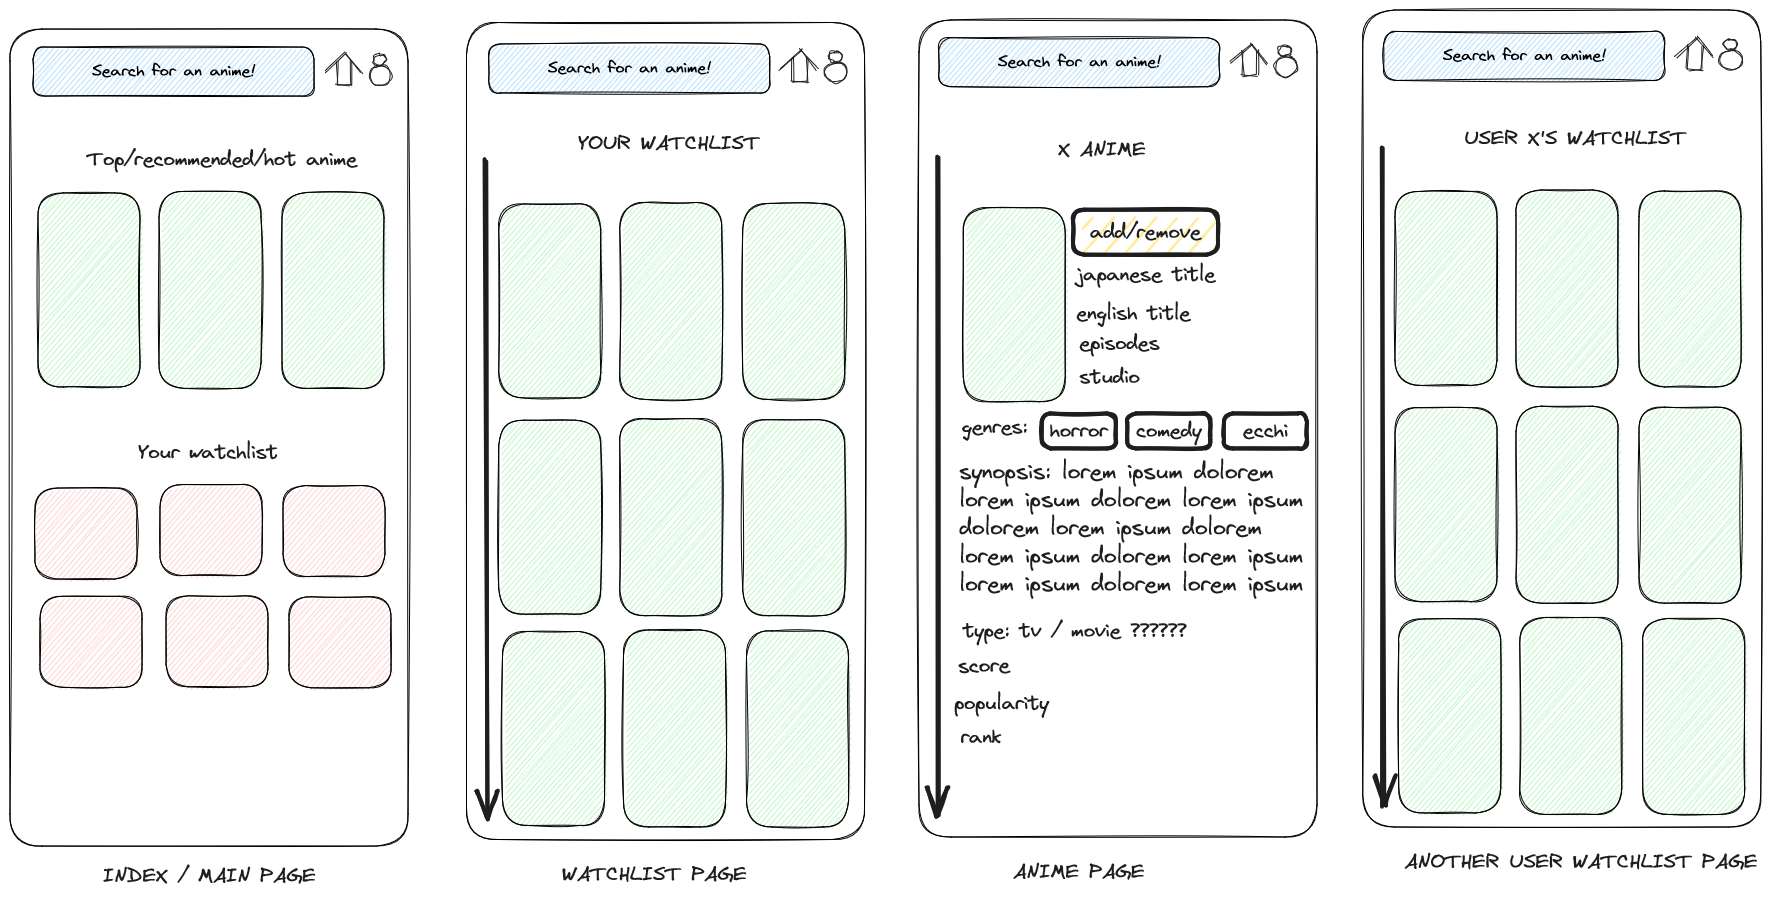 Search for an anime!
Top/recommended/hot anime
Your watchlist
INDEX / MAIN PAGE
Search for an anime!
YOUR WATCHLIST
WATCHLIST PAGE
Search for an anime!
X ANIME
add/remove
japanese title
english title
episodes
studio
genres: horror comedy ecchi
synopsis: lorem ipsum dolorem
lorem ipsum dolorem lorem ipsum
dolorem lorem ipsum dolorem
lorem ipsum dolorem lorem ipsum
lorem ipsum dolorem lorem ipsum
type: tv / movie ??????
score
popularity
rank
ANIME PAGE
Search for an anime!
USER X'S WATCHLIST
ANOTHER USER WATCHLIST PAGE